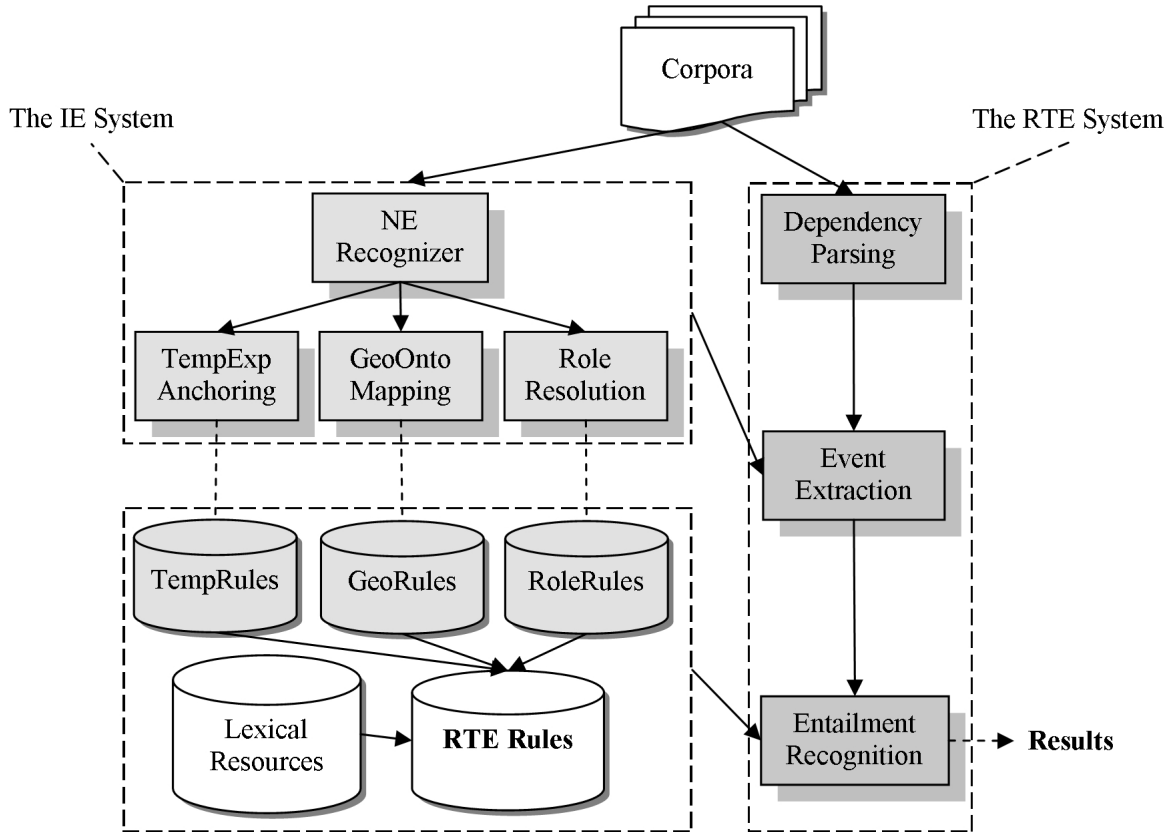 Corpora
The IE System
The RTE System
NE
Recognizer
Dependency
Parsing
TempExp
Anchoring
GeoOnto
Mapping
Role
Resolution
Event
Extraction
TempRules
GeoRules
RoleRules
Lexical
Resources
RTE Rules
Entailment
Recognition
Results